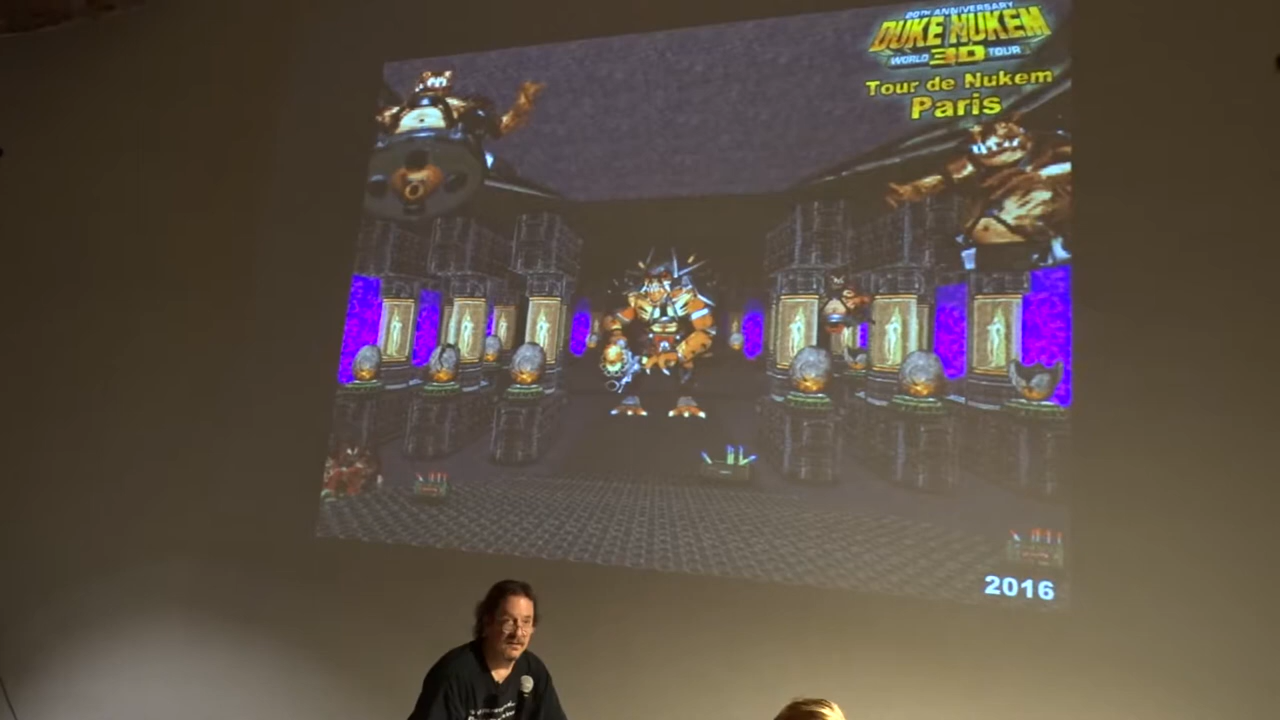 20TH ANNIVERSARY
DUKE NUKEM
WORLD 3D TOUR
Tour de Nukem
Paris
2016